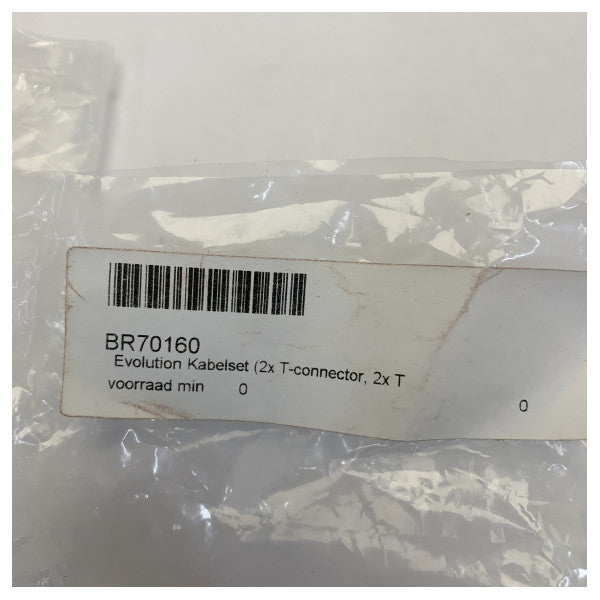 BR70160
Evolution Kabelset (2x T-connector, 2x T
voorraad min 0
0